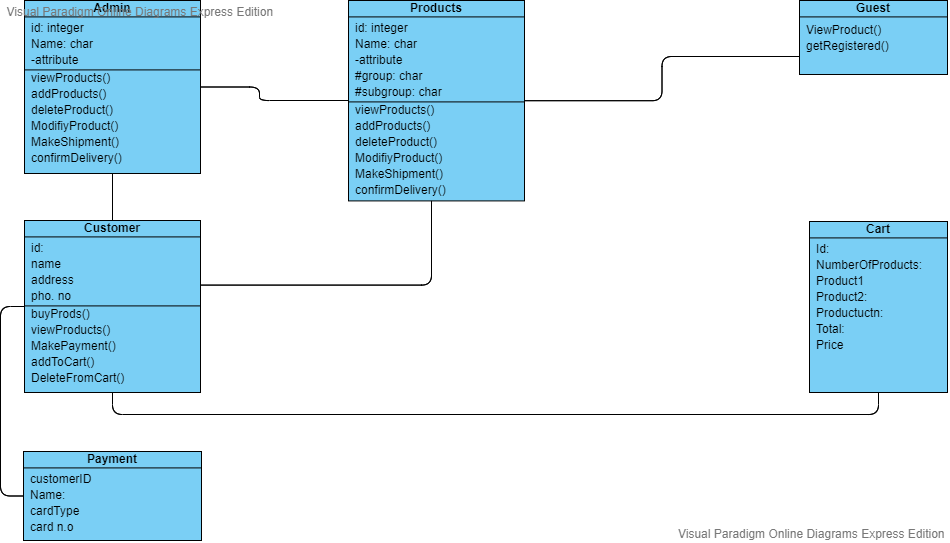 Visual Paradigm Online Diagrams Express Edition
Admin
id: integer
Name: char
-attribute
viewProducts()
addProducts()
deleteProduct()
ModifiyProduct()
MakeShipment()
confirmDelivery()
Products
id: integer
Name: char
-attribute
#group: char
#subgroup: char
viewProducts()
addProducts()
deleteProduct()
ModifiyProduct()
MakeShipment()
confirmDelivery()
Guest
ViewProduct()
getRegistered()
Customer
id:
name
address
pho. no
buyProds()
viewProducts()
MakePayment()
addToCart()
DeleteFromCart()
Cart
Id:
NumberOfProducts:
Product1
Product2:
Productuctn:
Total:
Price
Payment
customerID
Name:
cardType
card n.o
Visual Paradigm Online Diagrams Express Edition